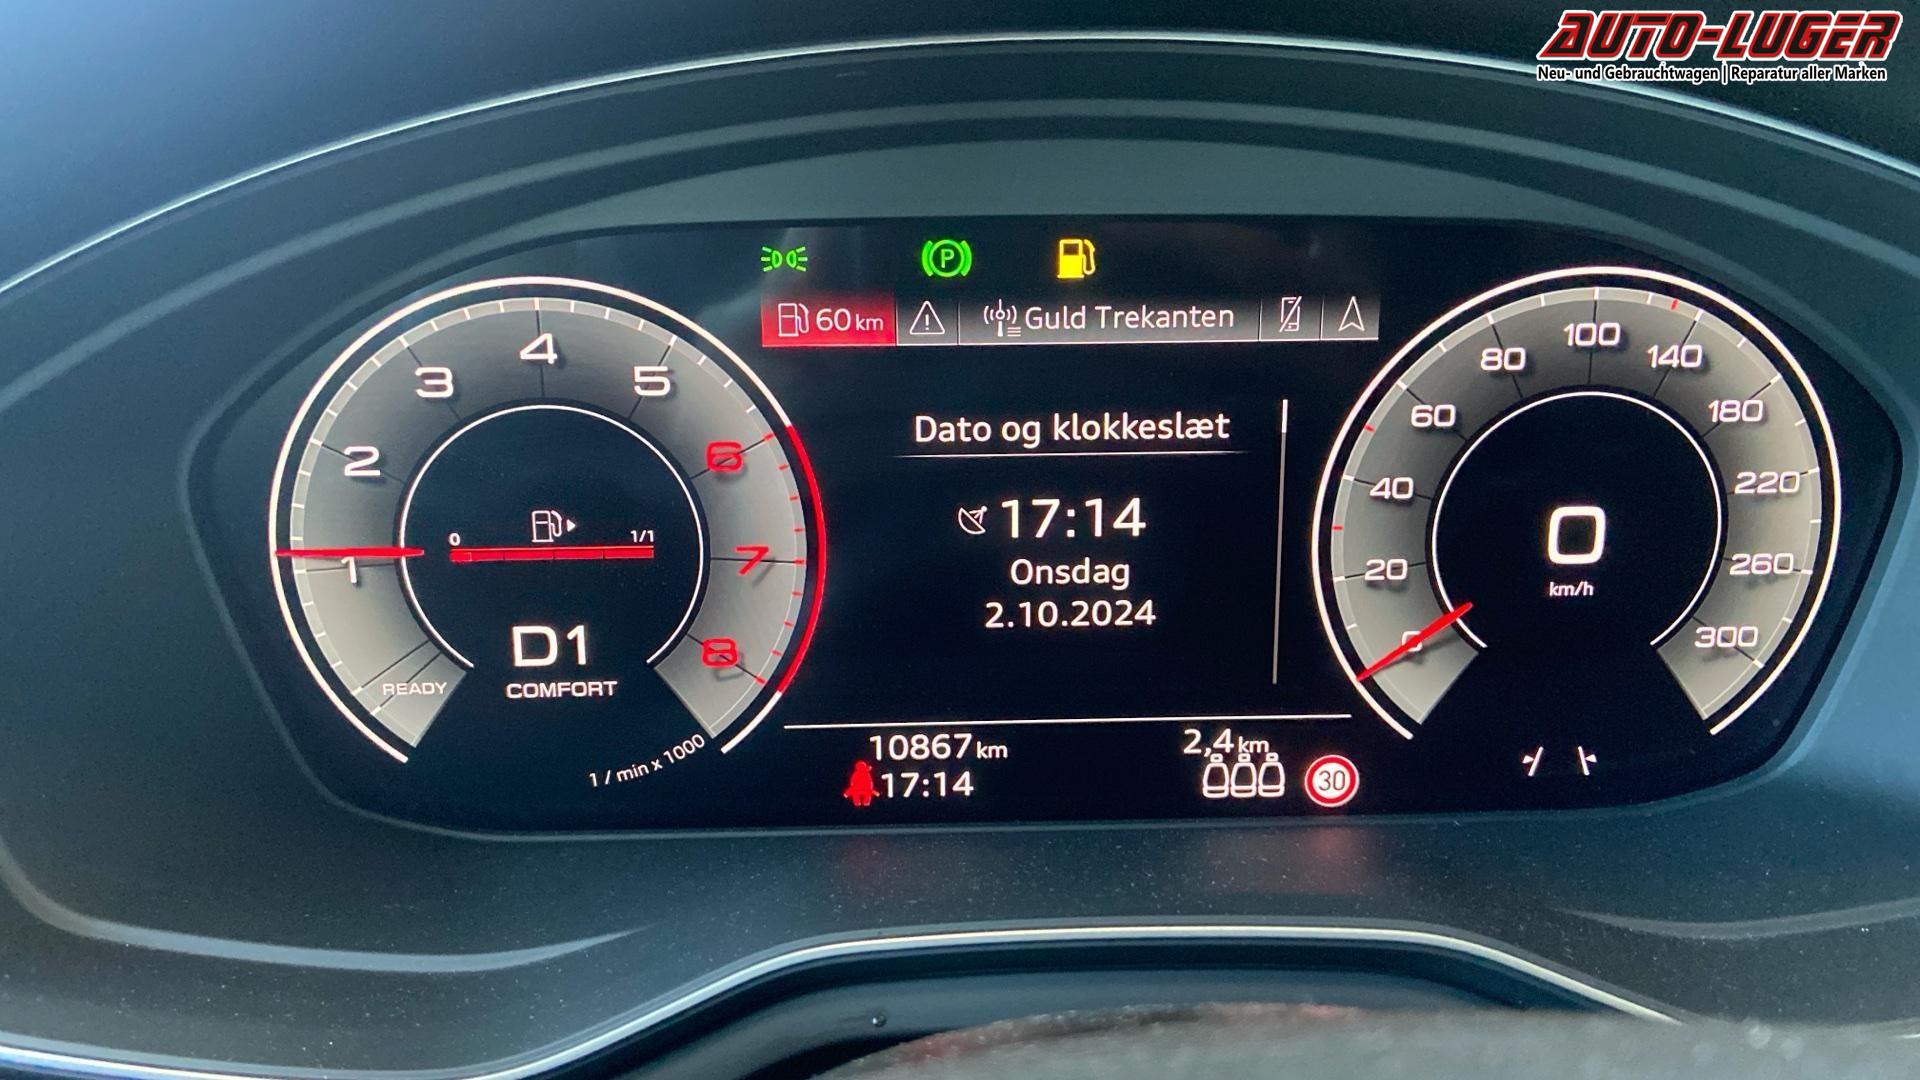 AUTO-LUGER
Neu- und Gebrauchtwagen | Reparatur aller Marken
P
60 km
Guld Trekanten
1
2
3
4
5
6
7
8
0
1/1
D1
COMFORT
READY
1 / min x 1000
Dato og klokkeslæt
17:14
Onsdag
2.10.2024
10867 km
2,4 km
17:14
30
0
20
40
60
80
100
140
180
220
260
300
0
km/h